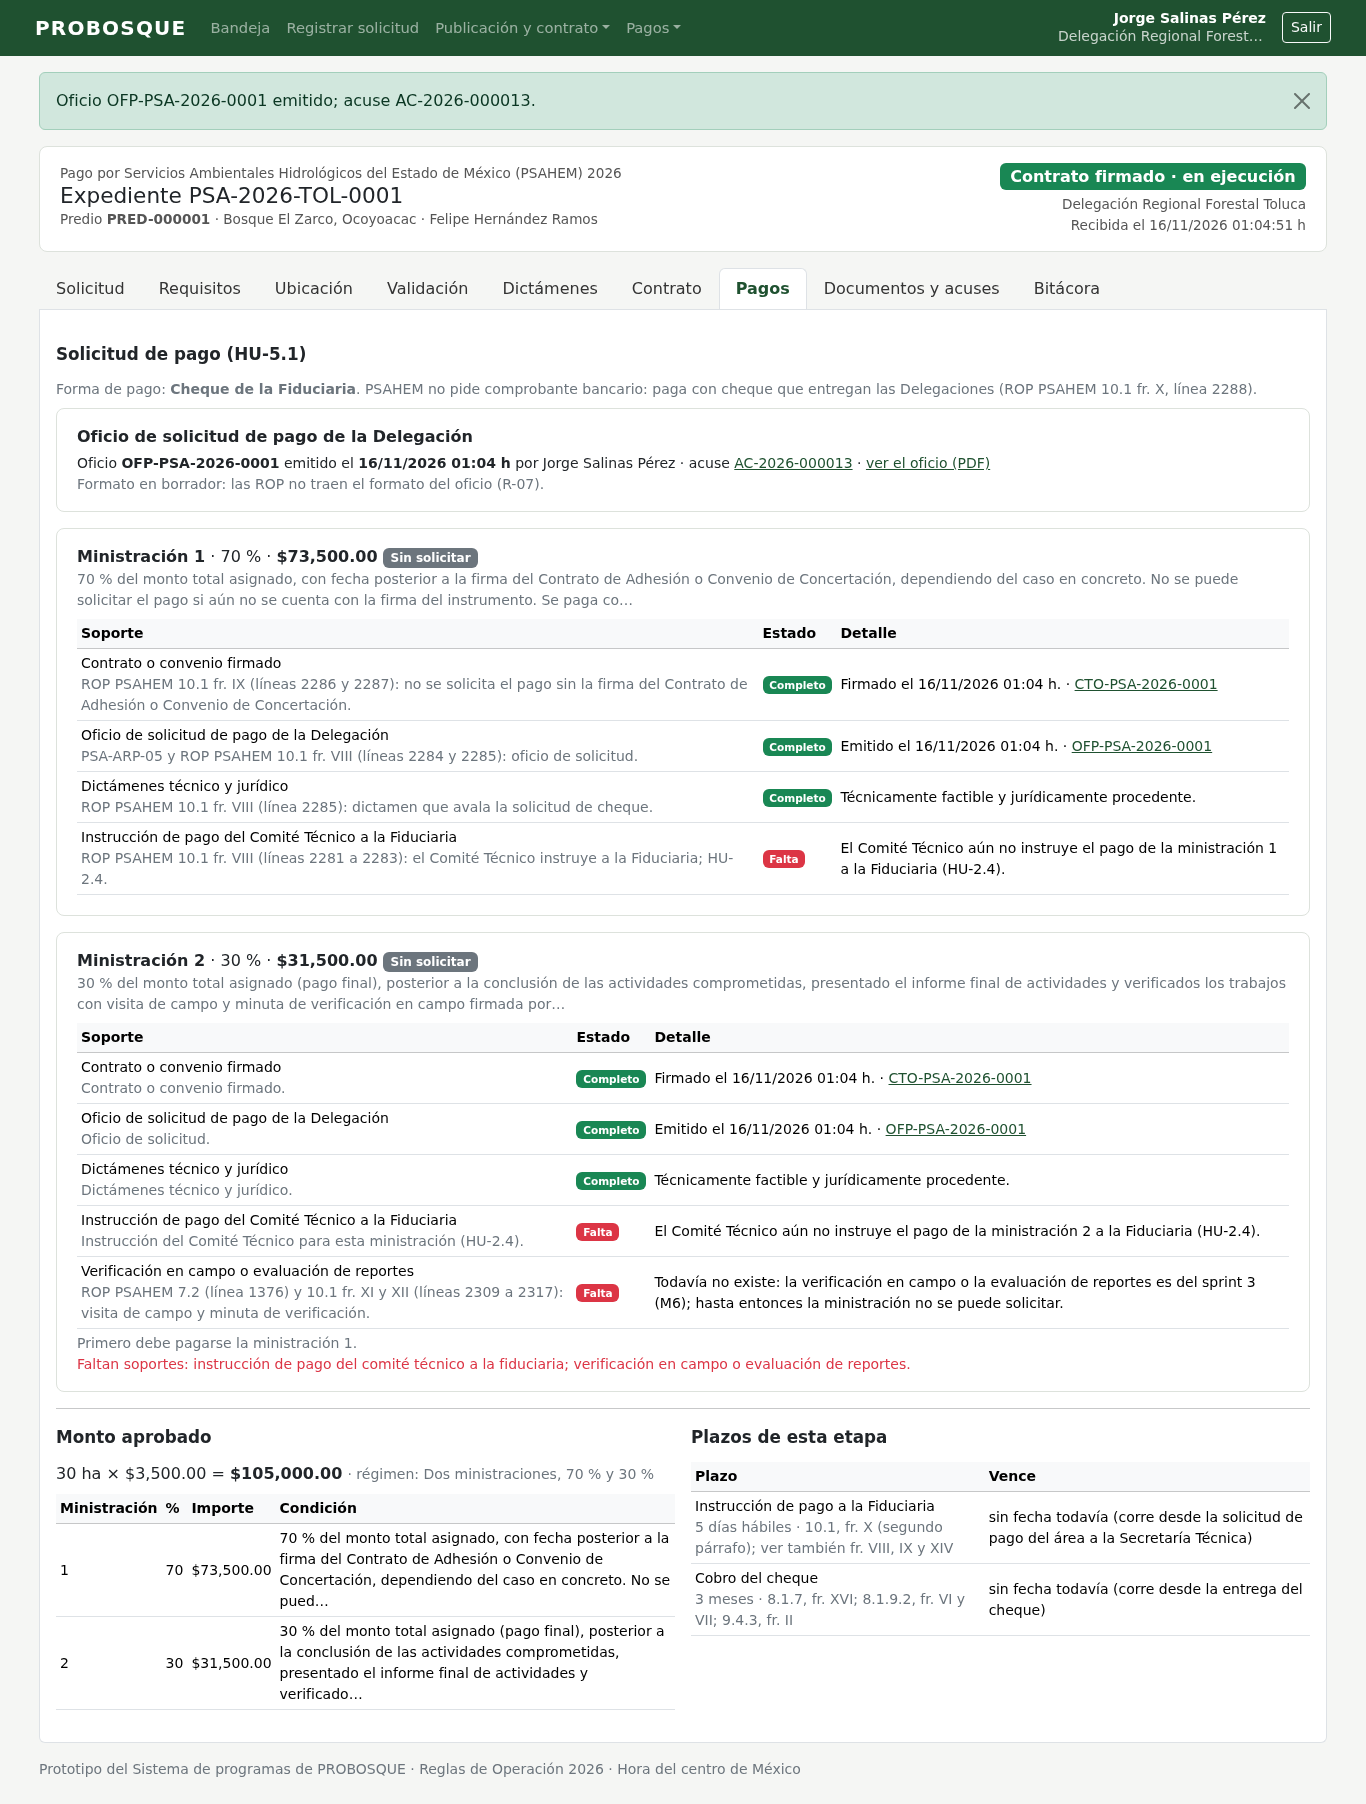 PROBOSQUE Bandeja Registrar solicitud Publicación y contrato Pagos
Jorge Salinas Pérez
Delegación Regional Forest...
Salir
Oficio OFP-PSA-2026-0001 emitido; acuse AC-2026-000013.
Pago por Servicios Ambientales Hidrológicos del Estado de México (PSAHEM) 2026
Expediente PSA-2026-TOL-0001
Predio PRED-000001 · Bosque El Zarco, Ocoyoacac · Felipe Hernández Ramos
Contrato firmado · en ejecución
Delegación Regional Forestal Toluca
Recibida el 16/11/2026 01:04:51 h
Solicitud Requisitos Ubicación Validación Dictámenes Contrato Pagos Documentos y acuses Bitácora
Solicitud de pago (HU-5.1)
Forma de pago: Cheque de la Fiduciaria. PSAHEM no pide comprobante bancario: paga con cheque que entregan las Delegaciones (ROP PSAHEM 10.1 fr. X, línea 2288).
Oficio de solicitud de pago de la Delegación
Oficio OFP-PSA-2026-0001 emitido el 16/11/2026 01:04 h por Jorge Salinas Pérez · acuse AC-2026-000013 · ver el oficio (PDF)
Formato en borrador: las ROP no traen el formato del oficio (R-07).
Ministración 1 · 70 % · $73,500.00 Sin solicitar
70 % del monto total asignado, con fecha posterior a la firma del Contrato de Adhesión o Convenio de Concertación, dependiendo del caso en concreto. No se puede
solicitar el pago si aún no se cuenta con la firma del instrumento. Se paga co…
Soporte Estado Detalle
Contrato o convenio firmado
ROP PSAHEM 10.1 fr. IX (líneas 2286 y 2287): no se solicita el pago sin la firma del Contrato de
Adhesión o Convenio de Concertación.
Completo Firmado el 16/11/2026 01:04 h. · CTO-PSA-2026-0001
Oficio de solicitud de pago de la Delegación
PSA-ARP-05 y ROP PSAHEM 10.1 fr. VIII (líneas 2284 y 2285): oficio de solicitud.
Completo Emitido el 16/11/2026 01:04 h. · OFP-PSA-2026-0001
Dictámenes técnico y jurídico
ROP PSAHEM 10.1 fr. VIII (línea 2285): dictamen que avala la solicitud de cheque.
Completo Técnicamente factible y jurídicamente procedente.
Instrucción de pago del Comité Técnico a la Fiduciaria
ROP PSAHEM 10.1 fr. VIII (líneas 2281 a 2283): el Comité Técnico instruye a la Fiduciaria; HU-
2.4.
Falta
El Comité Técnico aún no instruye el pago de la ministración 1
a la Fiduciaria (HU-2.4).
Ministración 2 · 30 % · $31,500.00 Sin solicitar
30 % del monto total asignado (pago final), posterior a la conclusión de las actividades comprometidas, presentado el informe final de actividades y verificados los trabajos
con visita de campo y minuta de verificación en campo firmada por…
Soporte Estado Detalle
Contrato o convenio firmado
Contrato o convenio firmado.
Completo Firmado el 16/11/2026 01:04 h. · CTO-PSA-2026-0001
Oficio de solicitud de pago de la Delegación
Oficio de solicitud.
Completo Emitido el 16/11/2026 01:04 h. · OFP-PSA-2026-0001
Dictámenes técnico y jurídico
Dictámenes técnico y jurídico.
Completo Técnicamente factible y jurídicamente procedente.
Instrucción de pago del Comité Técnico a la Fiduciaria
Instrucción del Comité Técnico para esta ministración (HU-2.4).
Falta El Comité Técnico aún no instruye el pago de la ministración 2 a la Fiduciaria (HU-2.4).
Verificación en campo o evaluación de reportes
ROP PSAHEM 7.2 (línea 1376) y 10.1 fr. XI y XII (líneas 2309 a 2317):
visita de campo y minuta de verificación.
Falta
Todavía no existe: la verificación en campo o la evaluación de reportes es del sprint 3
(M6); hasta entonces la ministración no se puede solicitar.
Primero debe pagarse la ministración 1.
Faltan soportes: instrucción de pago del comité técnico a la fiduciaria; verificación en campo o evaluación de reportes.
Monto aprobado
30 ha × $3,500.00 = $105,000.00 · régimen: Dos ministraciones, 70 % y 30 %
Ministración % Importe Condición
1 70 $73,500.00
70 % del monto total asignado, con fecha posterior a la
firma del Contrato de Adhesión o Convenio de
Concertación, dependiendo del caso en concreto. No se
pued…
2 30 $31,500.00
30 % del monto total asignado (pago final), posterior a
la conclusión de las actividades comprometidas,
presentado el informe final de actividades y
verificado…
Plazos de esta etapa
Plazo Vence
Instrucción de pago a la Fiduciaria
5 días hábiles · 10.1, fr. X (segundo
párrafo); ver también fr. VIII, IX y XIV
sin fecha todavía (corre desde la solicitud de
pago del área a la Secretaría Técnica)
Cobro del cheque
3 meses · 8.1.7, fr. XVI; 8.1.9.2, fr. VI y
VII; 9.4.3, fr. II
sin fecha todavía (corre desde la entrega del
cheque)
Prototipo del Sistema de programas de PROBOSQUE · Reglas de Operación 2026 · Hora del centro de México